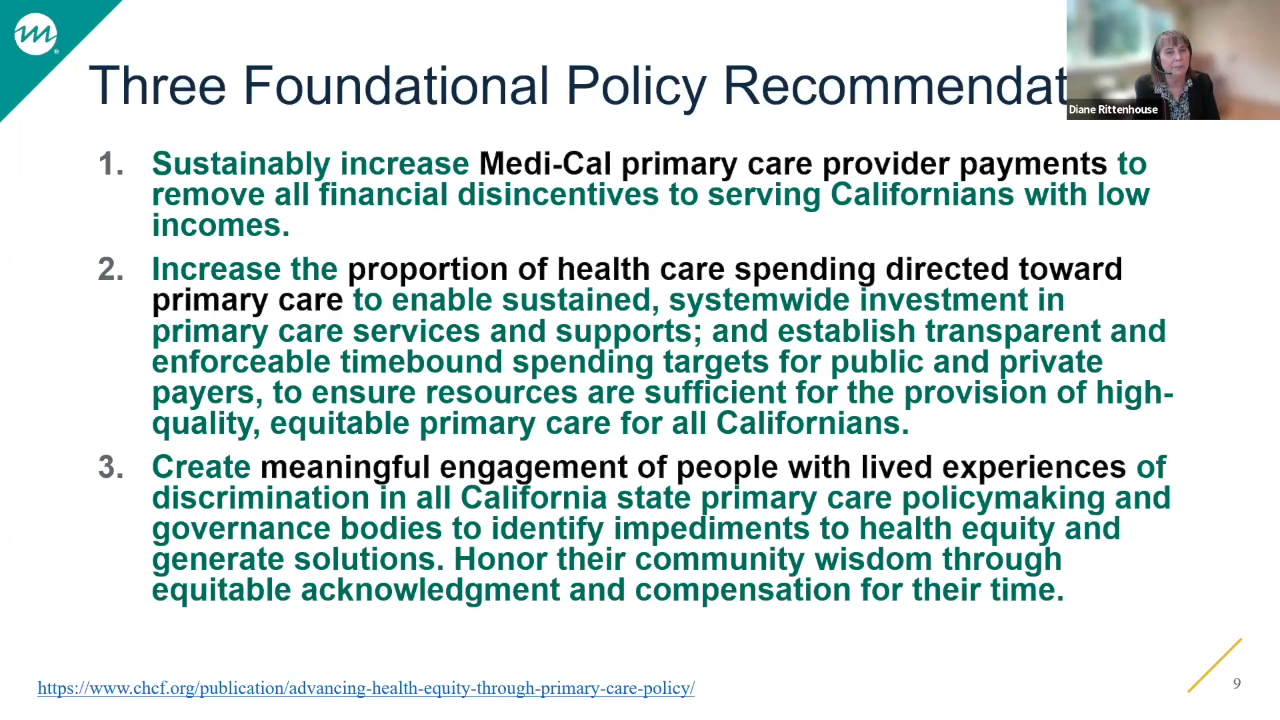 Three Foundational Policy Recommendat
Diane Rittenhouse
1. Sustainably increase Medi-Cal primary care provider payments to
remove all financial disincentives to serving Californians with low
incomes.
2. Increase the proportion of health care spending directed toward
primary care to enable sustained, systemwide investment in
primary care services and supports; and establish transparent and
enforceable timebound spending targets for public and private
payers, to ensure resources are sufficient for the provision of high-
quality, equitable primary care for all Californians.
3. Create meaningful engagement of people with lived experiences of
discrimination in all California state primary care policymaking and
governance bodies to identify impediments to health equity and
generate solutions. Honor their community wisdom through
equitable acknowledgment and compensation for their time.
https://www.chcf.org/publication/advancing-health-equity-through-primary-care-policy/
9